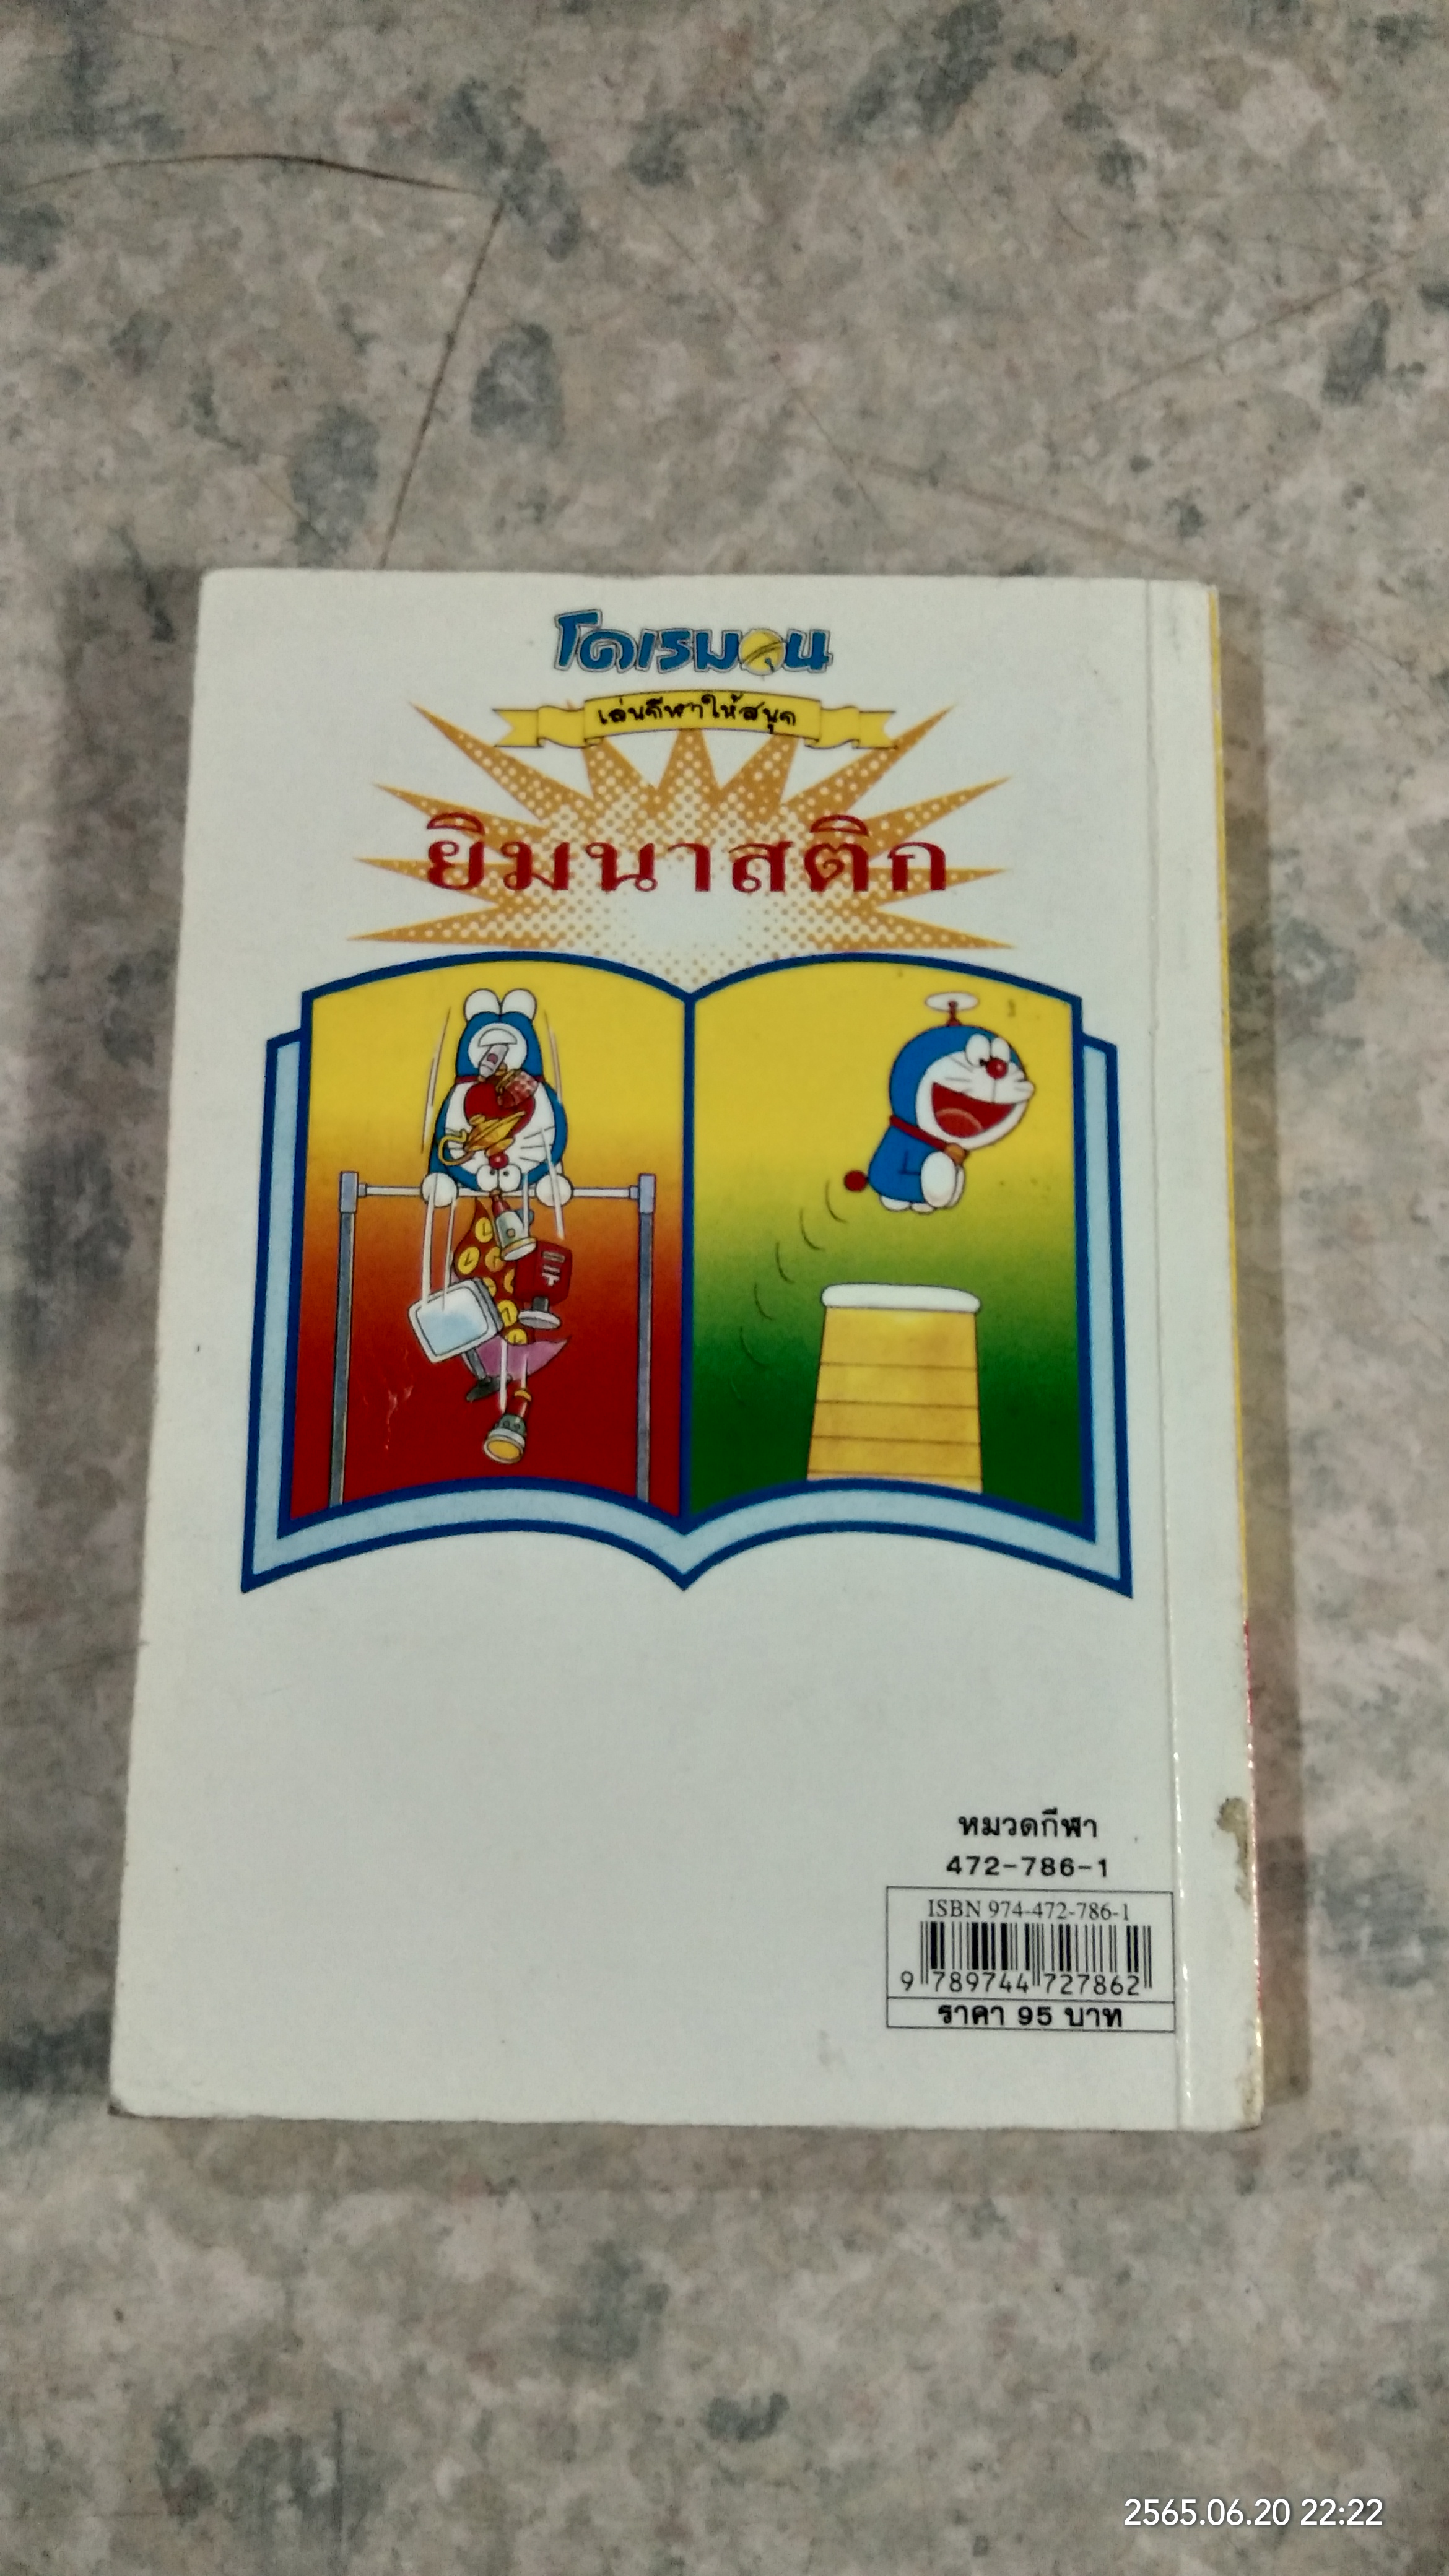 โดเรมอน
เล่นกีฬาให้สนุก
ยิมนาสติก
หมวดกีฬา
472-786-1
ISBN 974-472-786-1
9 789744 727862
ราคา 95 บาท
2565.06.20 22:22